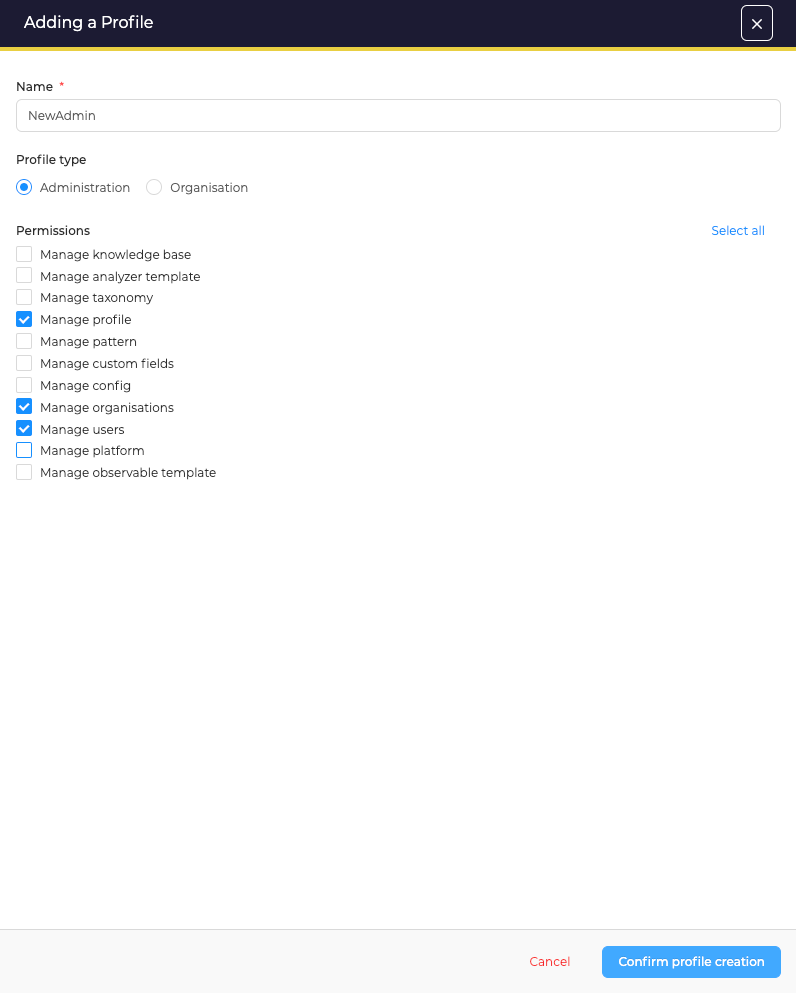 Adding a Profile
Name *
NewAdmin
Profile type
Administration Organisation
Permissions Select all
Manage knowledge base
Manage analyzer template
Manage taxonomy
Manage profile
Manage pattern
Manage custom fields
Manage config
Manage organisations
Manage users
Manage platform
Manage observable template
Cancel Confirm profile creation